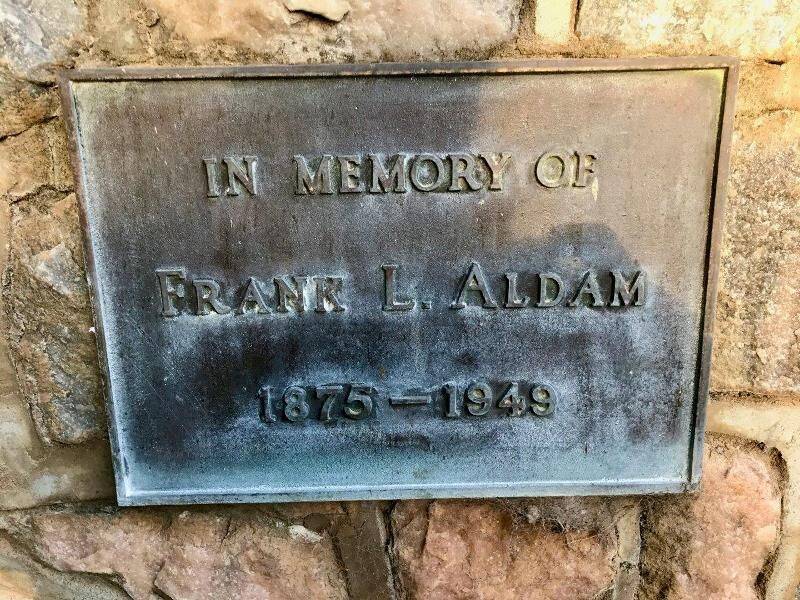 IN MEMORY OF
FRANK L. ALDAM
1875 – 1949